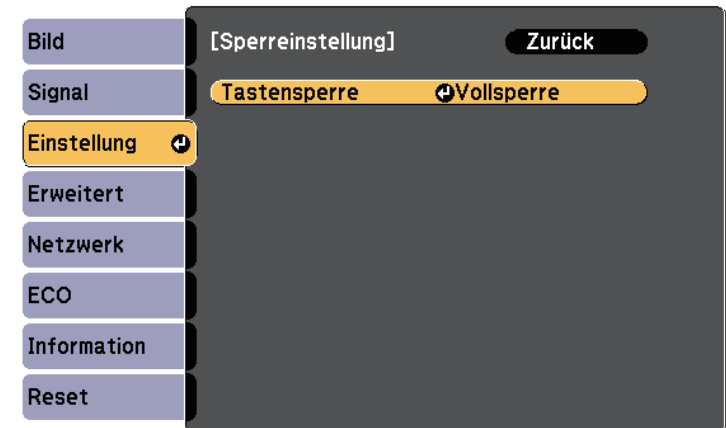 Bild
Signal
Einstellung
Erweitert
Netzwerk
ECO
Information
Reset
[Sperreinstellung] Zurück
Tastensperre Vollsperre